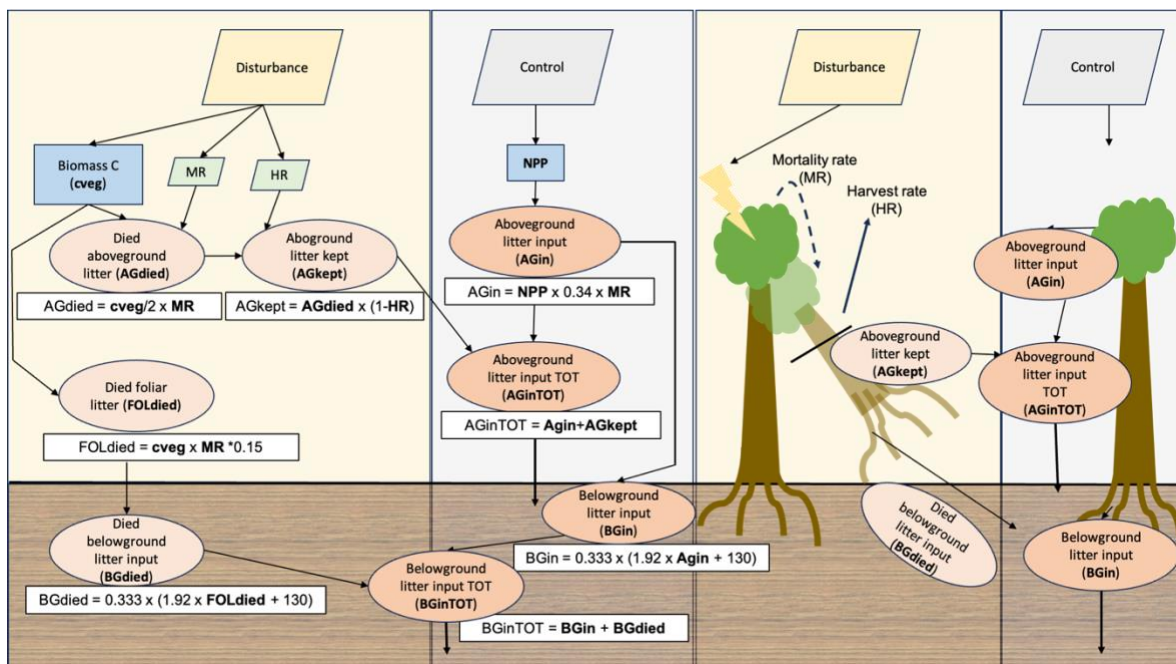 Disturbance
Biomass C
(cveg)
MR
HR
Died
aboveground
litter (AGdied)
Aboground
litter kept
(AGkept)
AGdied = cveg/2 x MR
AGkept = AGdied x (1-HR)
Died foliar
litter (FOLdied)
FOLdied = cveg x MR *0.15
Died
belowground
litter input
(BGdied)
BGdied = 0.333 x (1.92 x FOLdied + 130)
Control
NPP
Aboveground
litter input
(AGin)
AGin = NPP x 0.34 x MR
Aboveground
litter input TOT
(AGinTOT)
AGinTOT = Agin+AGkept
Belowground
litter input
(BGin)
BGin = 0.333 x (1.92 x Agin + 130)
Belowground
litter input TOT
(BGinTOT)
BGinTOT = BGin + BGdied
Disturbance
Mortality rate
(MR)
Harvest rate
(HR)
Aboveground
litter kept
(AGkept)
Died
belowground
litter input
(BGdied)
Control
Aboveground
litter input
(AGin)
Aboveground
litter input
TOT
(AGinTOT)
Belowground
litter input
(BGin)